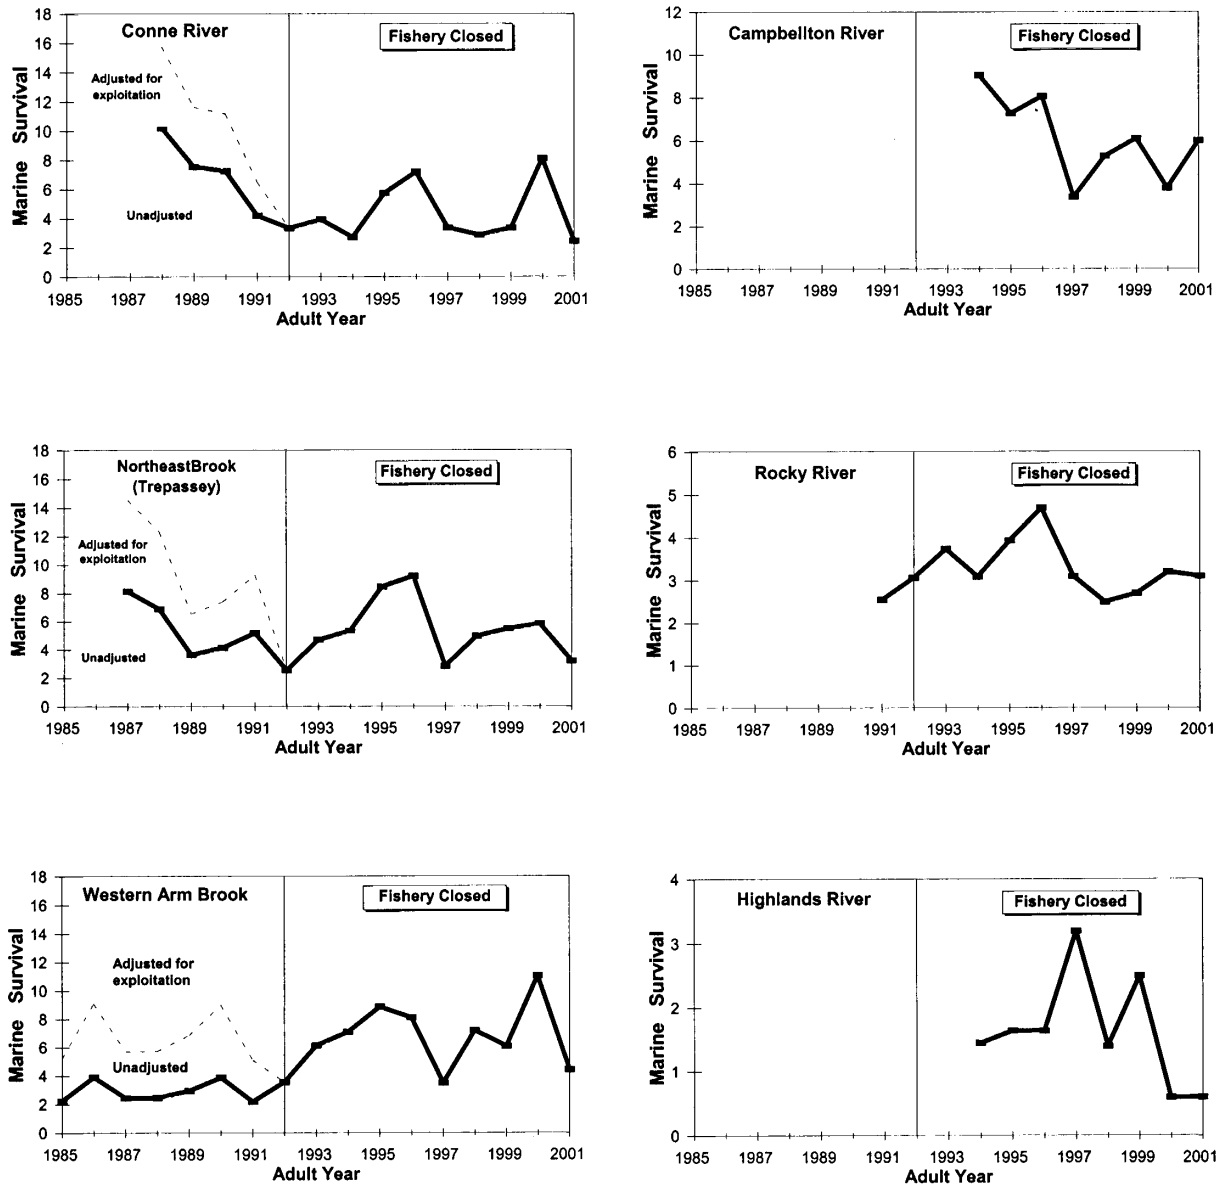 Conne River
Fishery Closed
Adjusted for
exploitation
Unadjusted
Marine Survival
18
16
14
12
10
8
6
4
2
0
1985 1987 1989 1991 1993 1995 1997 1999 2001
Adult Year
Campbellton River
Fishery Closed
Marine Survival
12
10
8
6
4
2
0
1985 1987 1989 1991 1993 1995 1997 1999 2001
Adult Year
NortheastBrook
(Trepassey)
Fishery Closed
Adjusted for
exploitation
Unadjusted
Marine Survival
18
16
14
12
10
8
6
4
2
0
1985 1987 1989 1991 1993 1995 1997 1999 2001
Adult Year
Rocky River
Fishery Closed
Marine Survival
6
5
4
3
2
1
0
1985 1987 1989 1991 1993 1995 1997 1999 2001
Adult Year
Western Arm Brook
Fishery Closed
Adjusted for
exploitation
Unadjusted
Marine Survival
18
16
14
12
10
8
6
4
2
0
1985 1987 1989 1991 1993 1995 1997 1999 2001
Adult Year
Highlands River
Fishery Closed
Marine Survival
4
3
2
1
0
1985 1987 1989 1991 1993 1995 1997 1999 2001
Adult Year